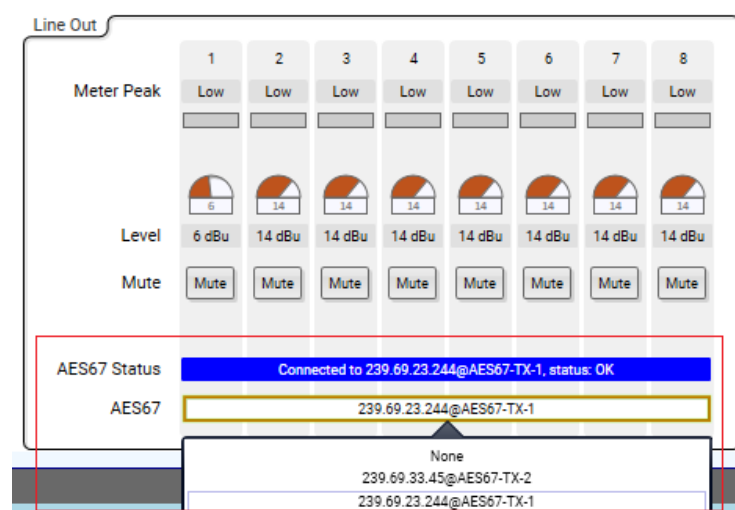 Line Out
1 2 3 4 5 6 7 8
Meter Peak Low Low Low Low Low Low Low Low
6 14 14 14 14 14 14 14
Level 6 dBu 14 dBu 14 dBu 14 dBu 14 dBu 14 dBu 14 dBu 14 dBu
Mute Mute Mute Mute Mute Mute Mute Mute Mute
AES67 Status Connected to 239.69.23.244@AES67-TX-1, status: OK
AES67 239.69.23.244@AES67-TX-1
None
239.69.33.45@AES67-TX-2
239.69.23.244@AES67-TX-1